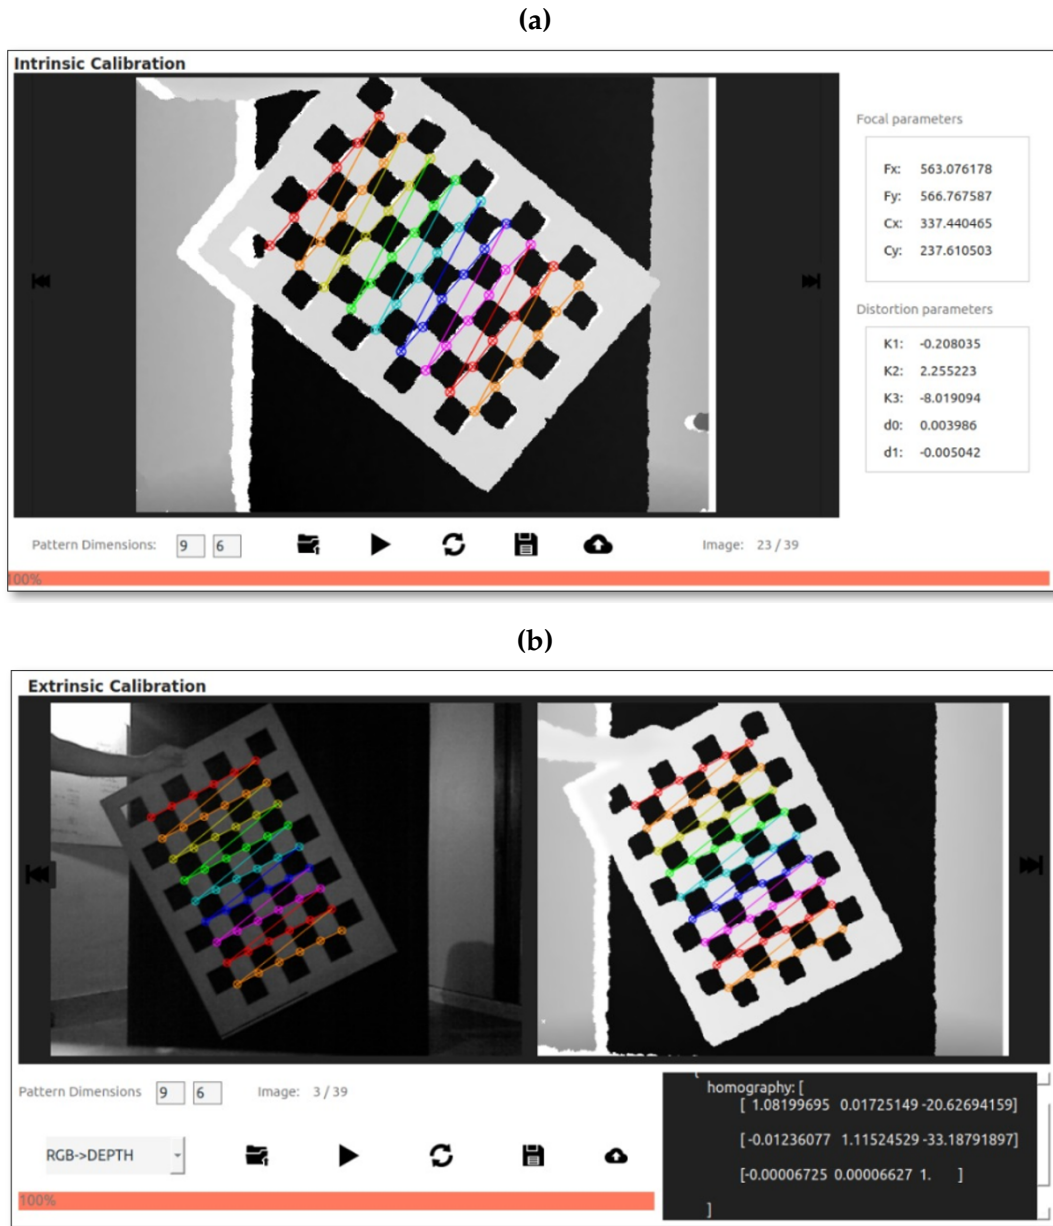 (a)
Intrinsic Calibration
Focal parameters
Fx: 563.076178
Fy: 566.767587
Cx: 337.440465
Cy: 237.610503
Distortion parameters
K1: -0.208035
K2: 2.255223
K3: -8.019094
d0: 0.003986
d1: -0.005042
Pattern Dimensions: 9 6 Image: 23 / 39
100%
(b)
Extrinsic Calibration
Pattern Dimensions 9 6 Image: 3 / 39
RGB->DEPTH
100%
homography: [
[ 1.08199695 0.01725149 -20.62694159]
[-0.01236077 1.11524529 -33.18791897]
[-0.00006725 0.00006627 1. ]
]